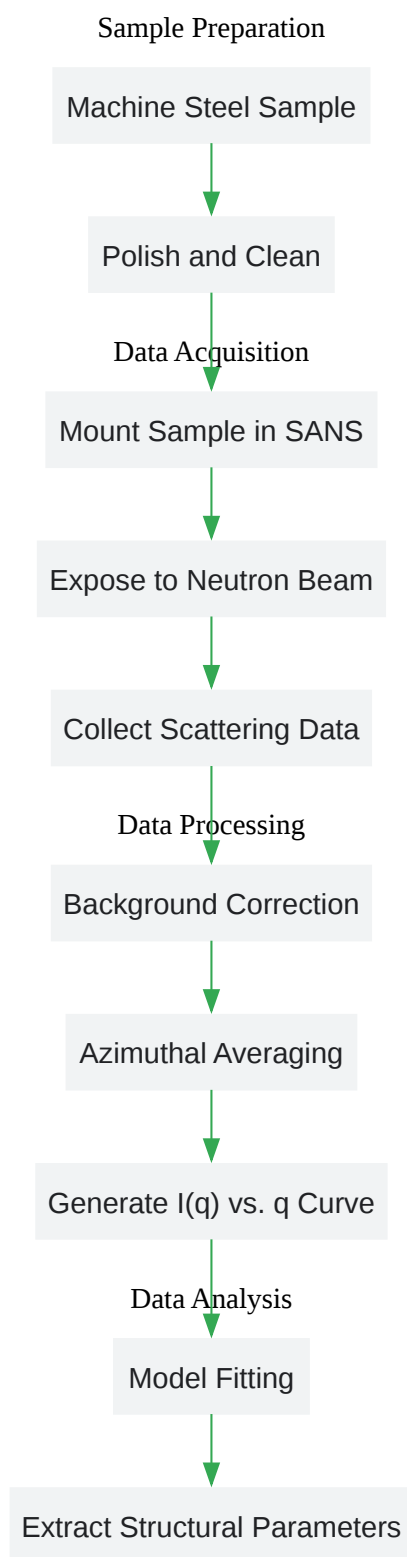 Sample Preparation
Machine Steel Sample
Polish and Clean
Data Acquisition
Mount Sample in SANS
Expose to Neutron Beam
Collect Scattering Data
Data Processing
Background Correction
Azimuthal Averaging
Generate I(q) vs. q Curve
Data Analysis
Model Fitting
Extract Structural Parameters